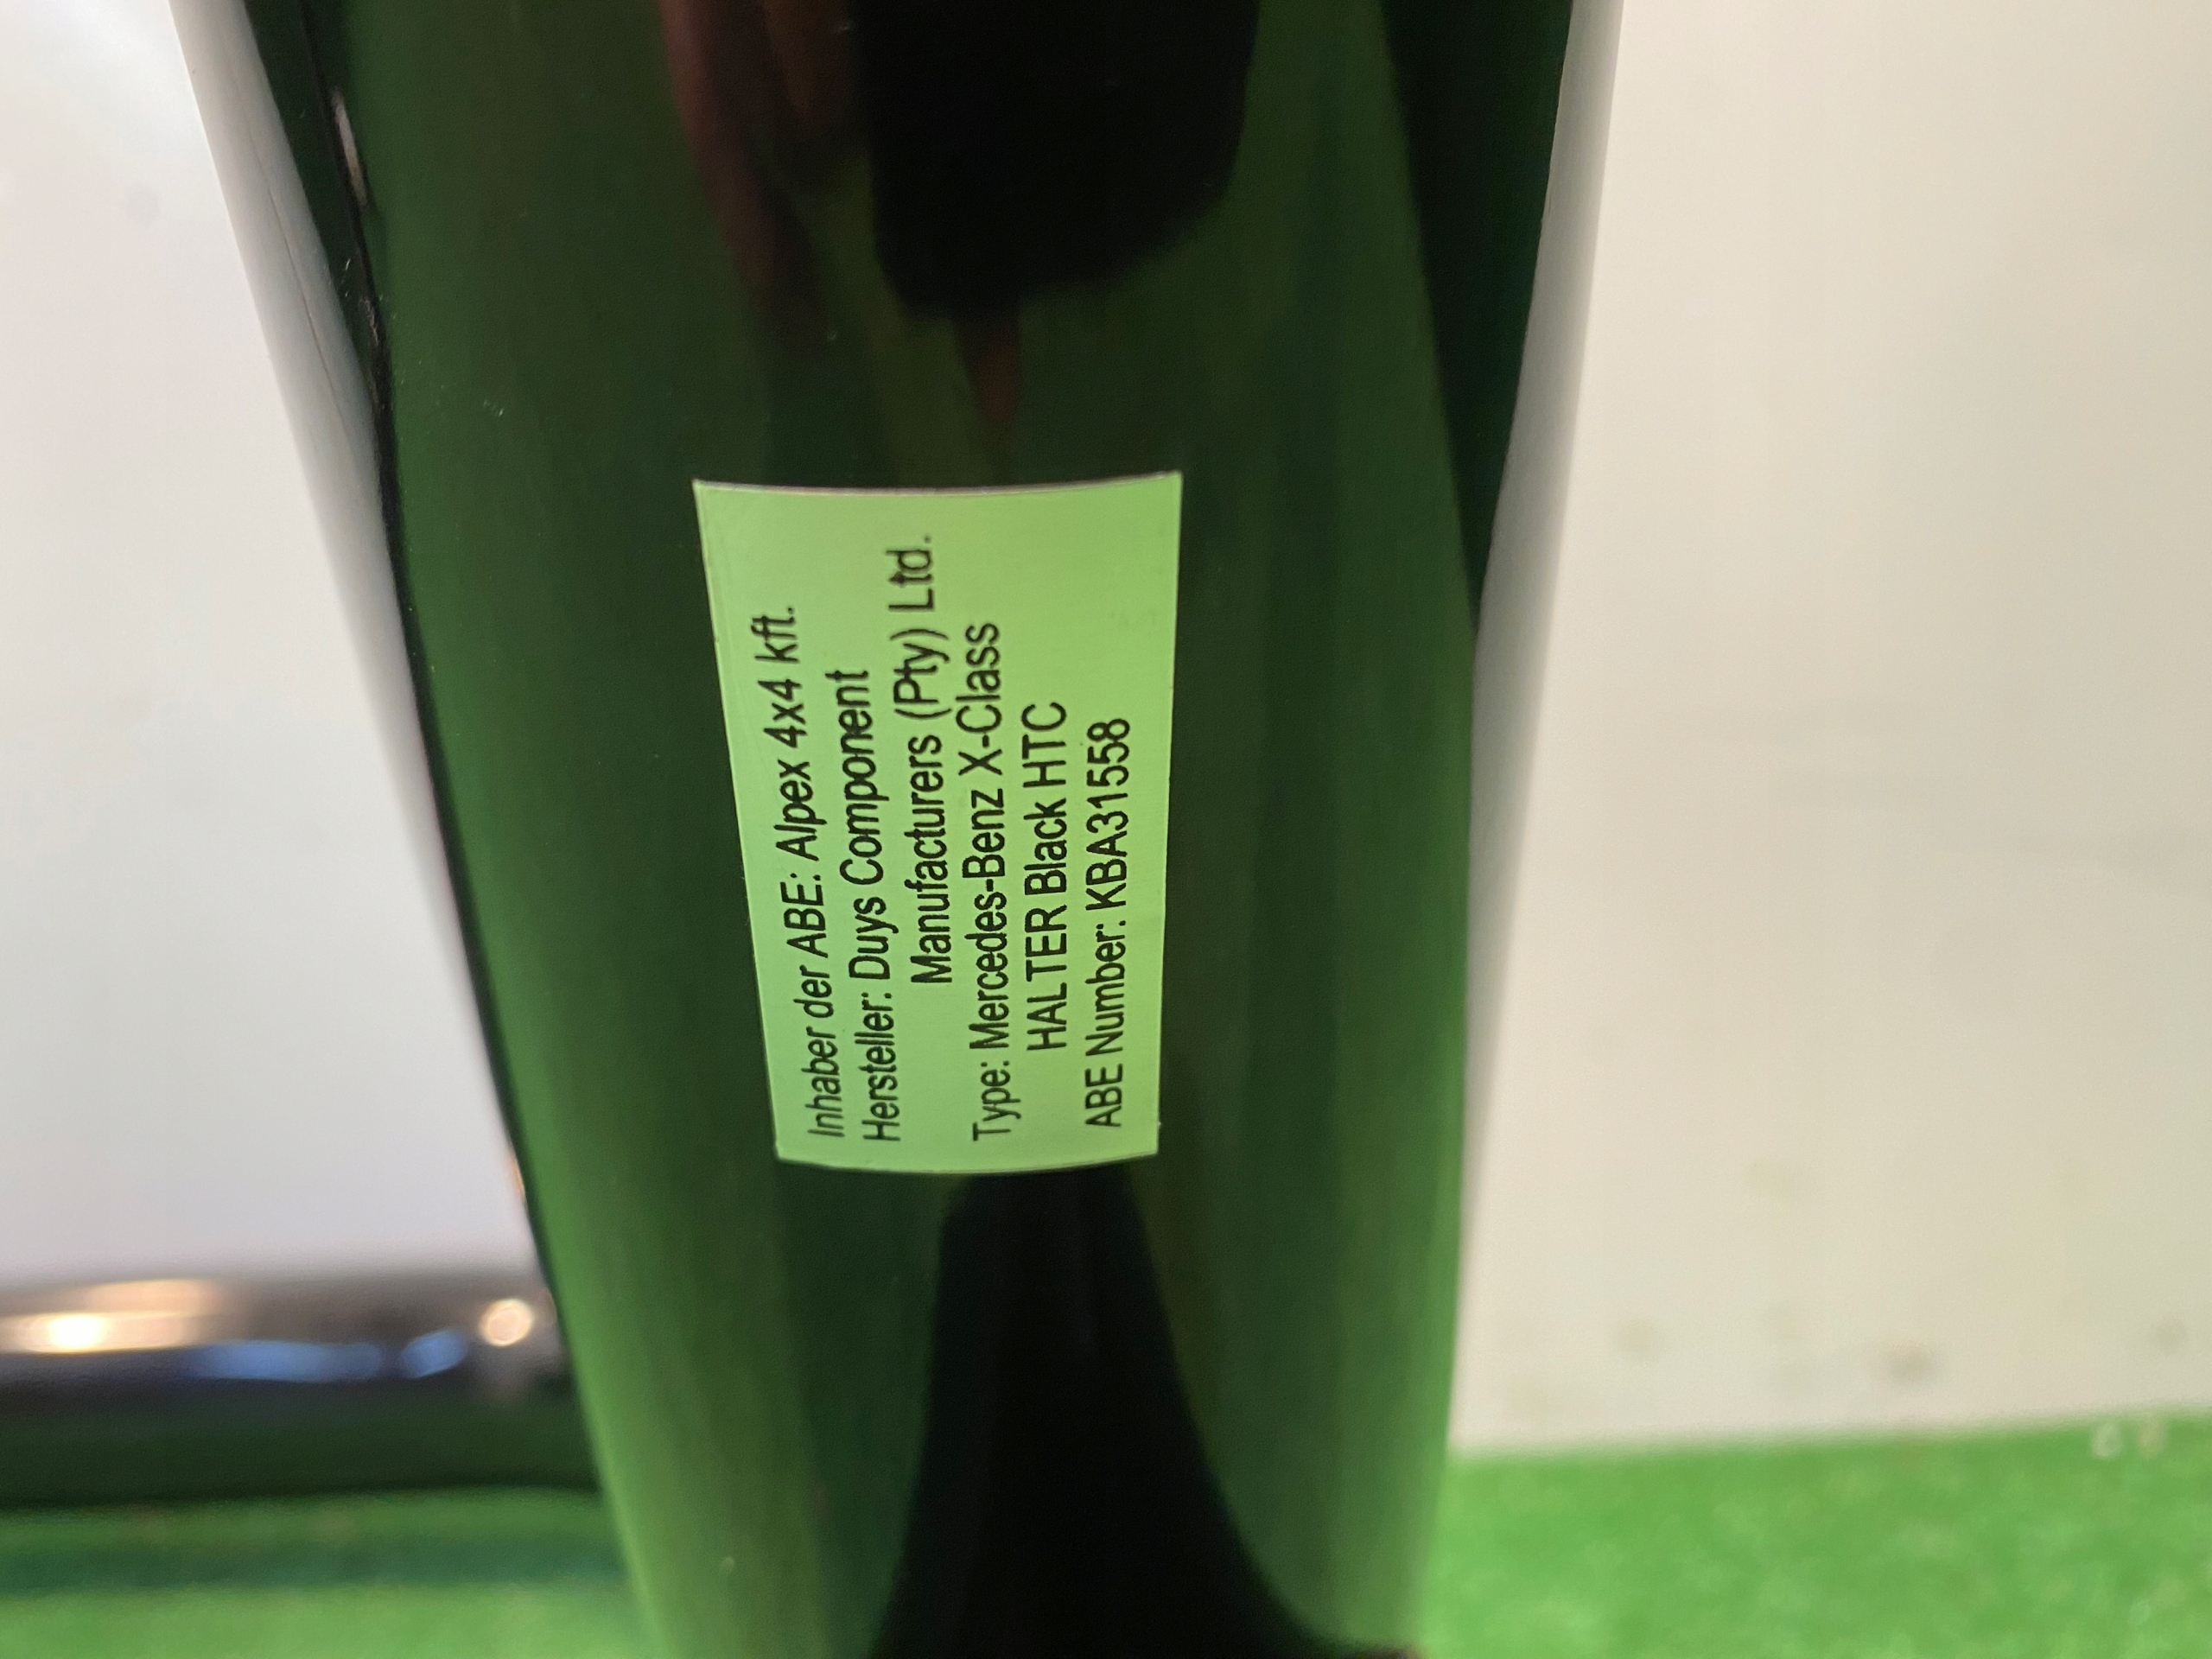 Inhaber der ABE: Alpex 4x4 kft.
Hersteller: Duys Component
Manufacturers (Pty) Ltd.
Type: Mercedes-Benz X-Class
HALTER Black HTC
ABE Number: KBA31558